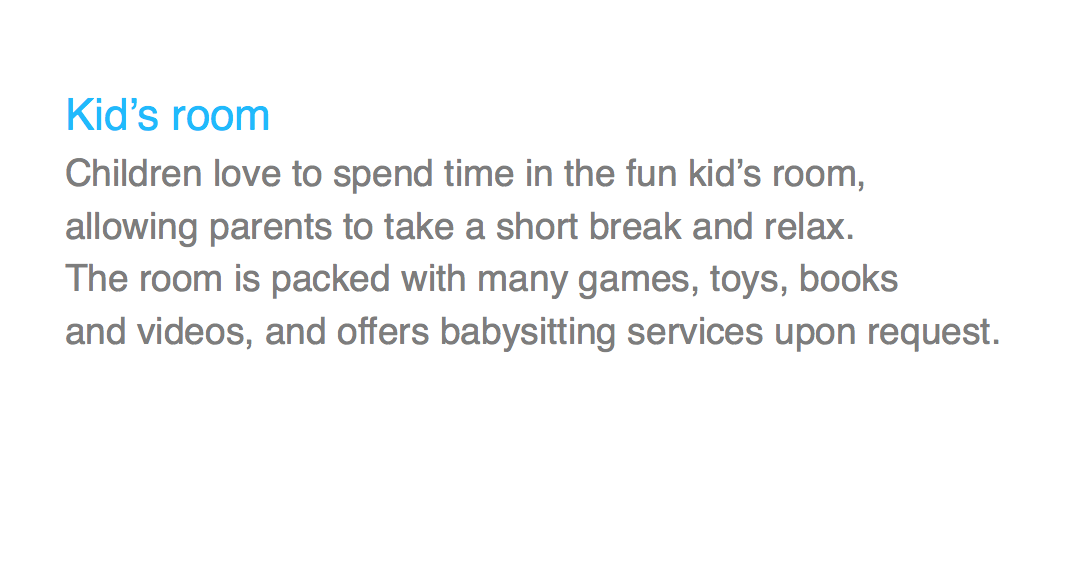 Kid’s room
Children love to spend time in the fun kid’s room,
allowing parents to take a short break and relax.
The room is packed with many games, toys, books
and videos, and offers babysitting services upon request.